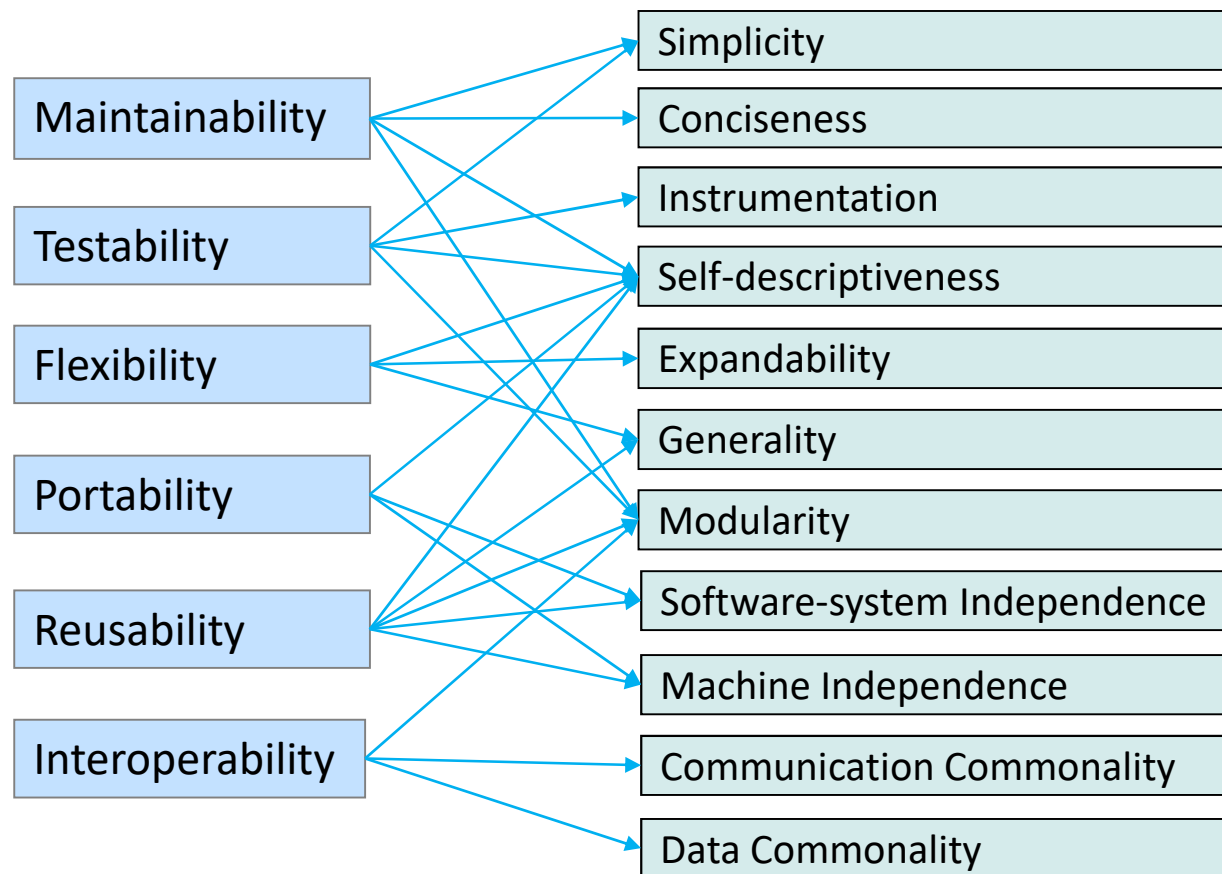 Maintainability
Testability
Flexibility
Portability
Reusability
Interoperability
Simplicity
Conciseness
Instrumentation
Self-descriptiveness
Expandability
Generality
Modularity
Software-system Independence
Machine Independence
Communication Commonality
Data Commonality